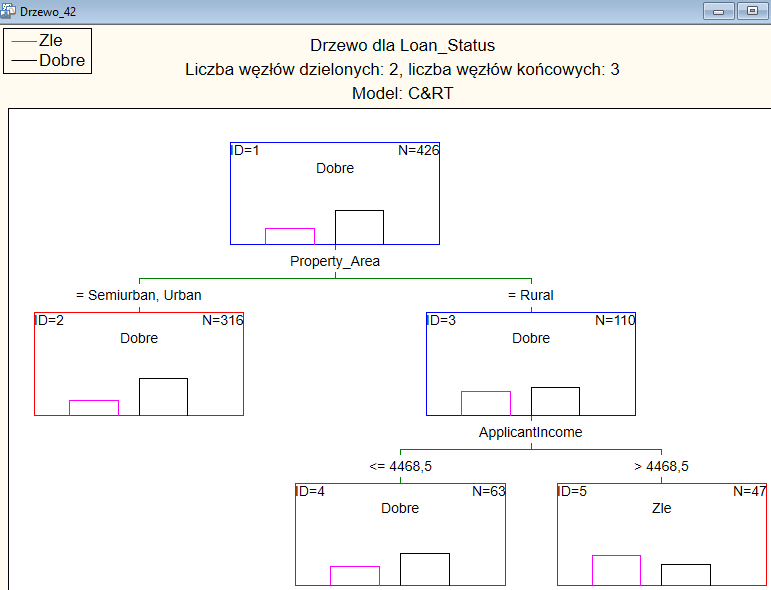 Drzewo_42
Zle
Dobre
Drzewo dla Loan_Status
Liczba węzłów dzielonych: 2, liczba węzłów końcowych: 3
Model: C&RT
ID=1 N=426
Dobre
Property_Area
= Semiurban, Urban = Rural
ID=2 N=316 ID=3 N=110
Dobre Dobre
ApplicantIncome
<= 4468,5 > 4468,5
ID=4 N=63 ID=5 N=47
Dobre Zle